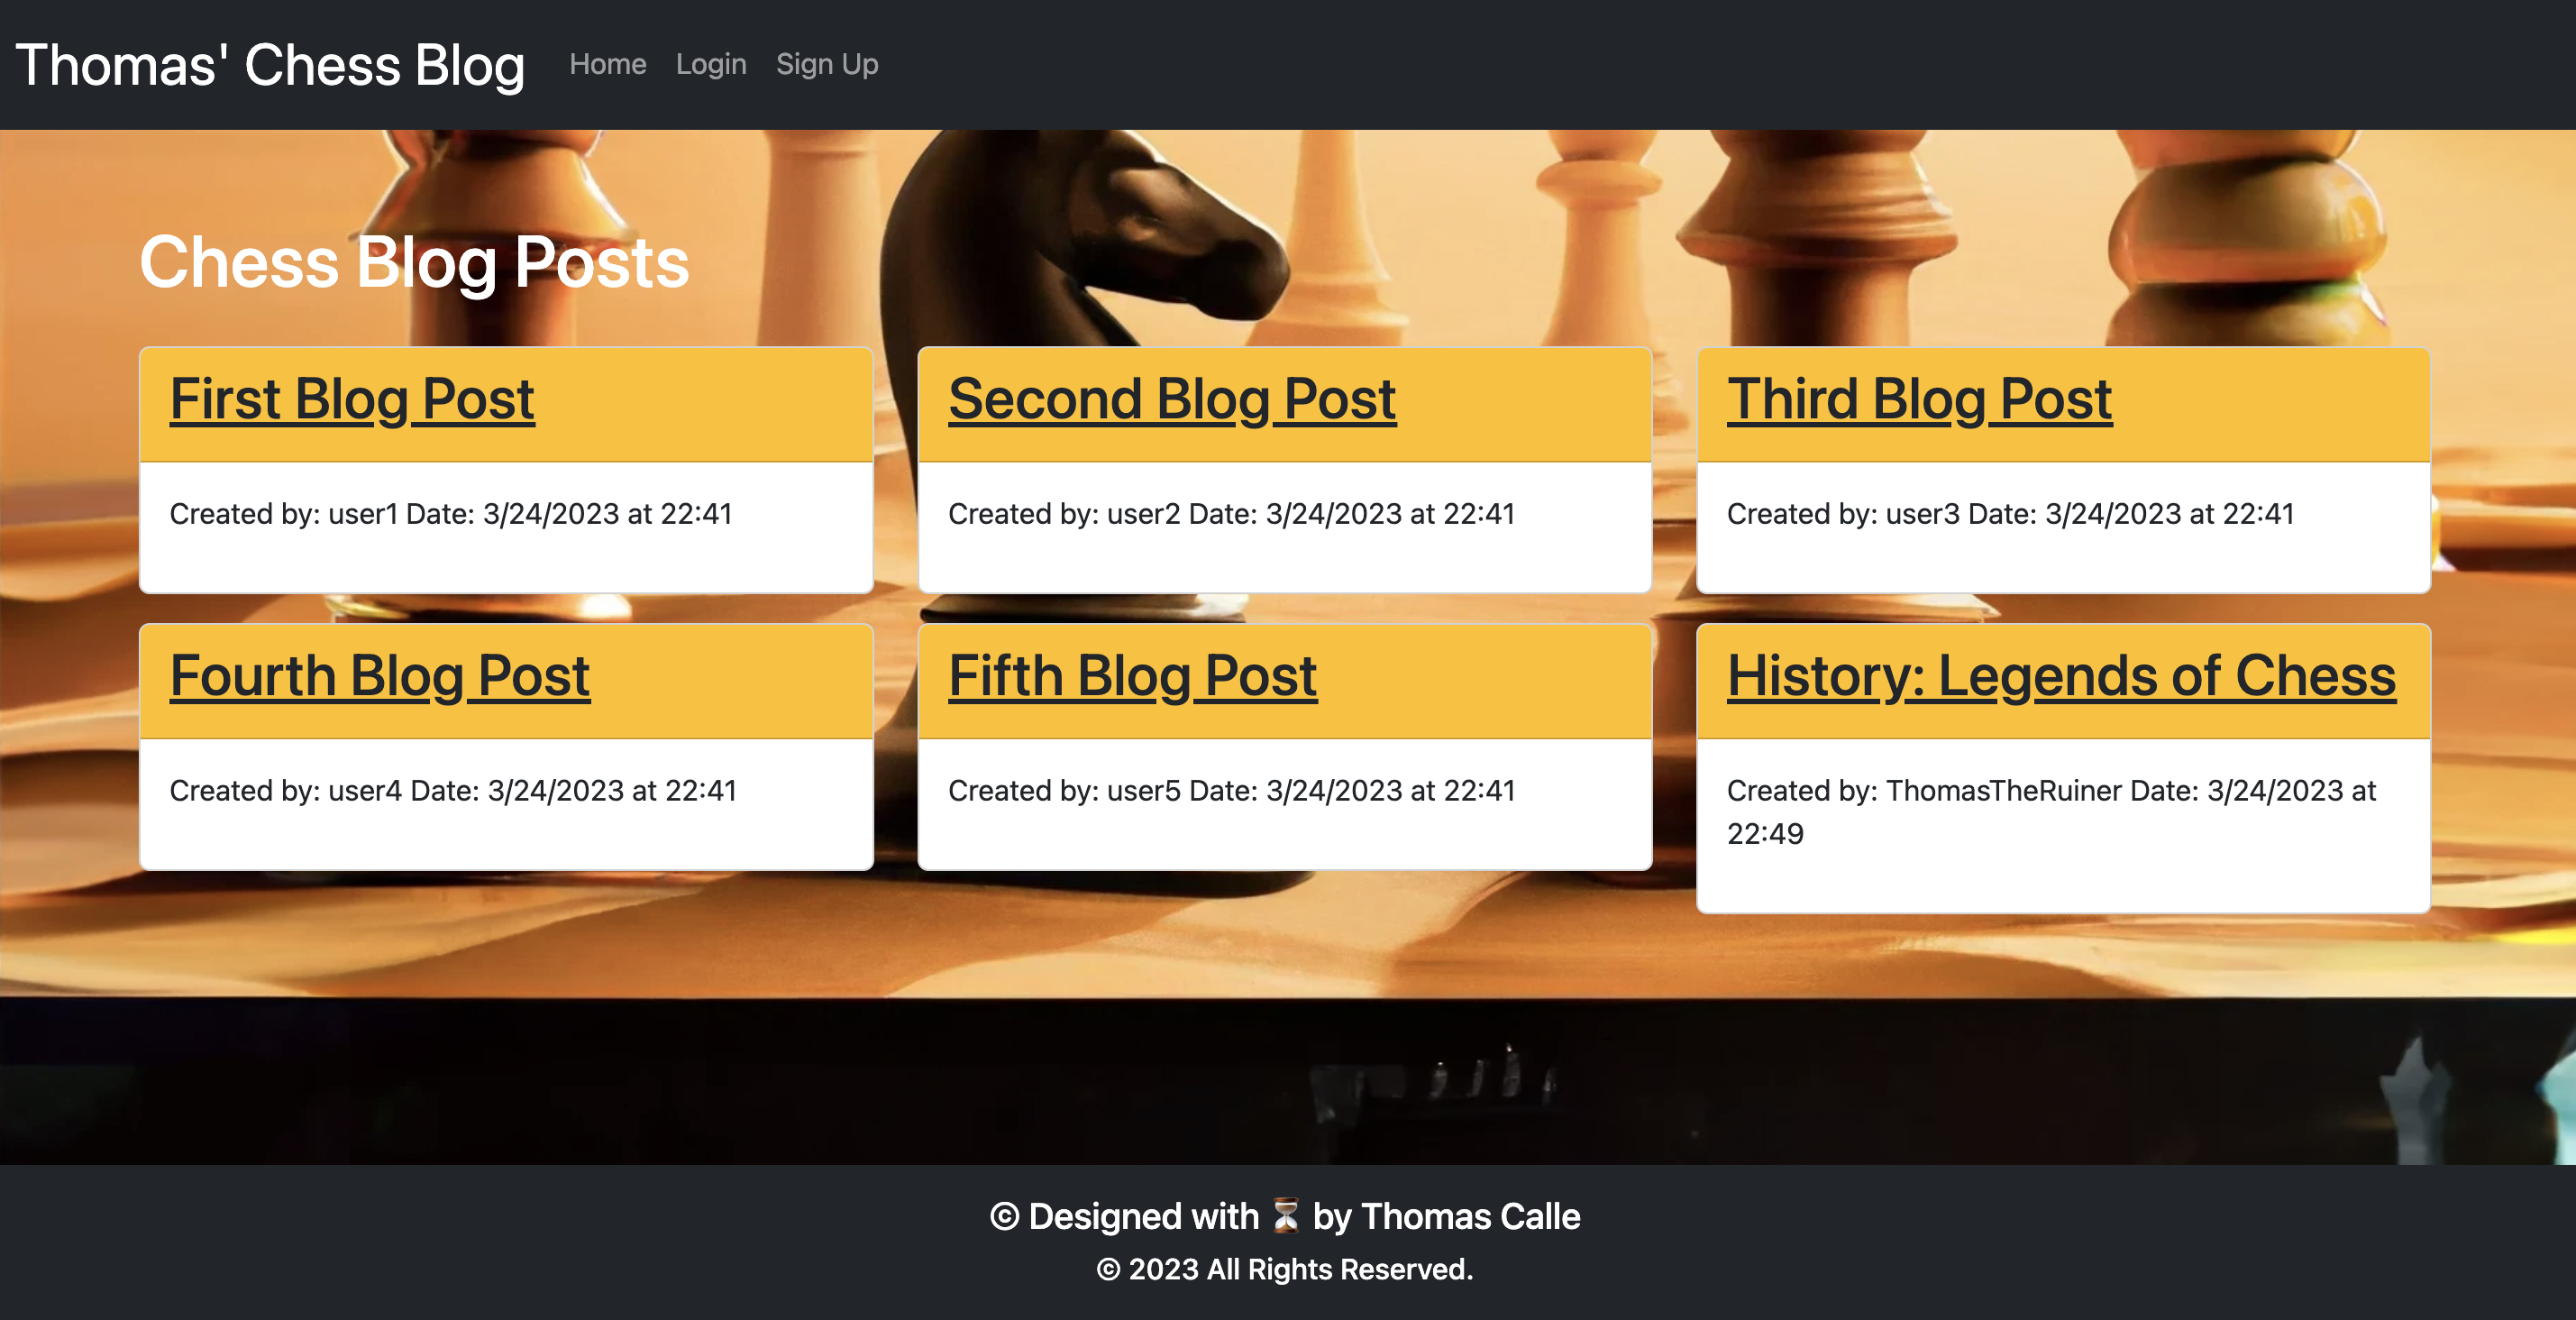 Thomas' Chess Blog Home Login Sign Up
Chess Blog Posts
First Blog Post
Created by: user1 Date: 3/24/2023 at 22:41
Second Blog Post
Created by: user2 Date: 3/24/2023 at 22:41
Third Blog Post
Created by: user3 Date: 3/24/2023 at 22:41
Fourth Blog Post
Created by: user4 Date: 3/24/2023 at 22:41
Fifth Blog Post
Created by: user5 Date: 3/24/2023 at 22:41
History: Legends of Chess
Created by: ThomasTheRuiner Date: 3/24/2023 at
22:49
© Designed with ⏳ by Thomas Calle
© 2023 All Rights Reserved.